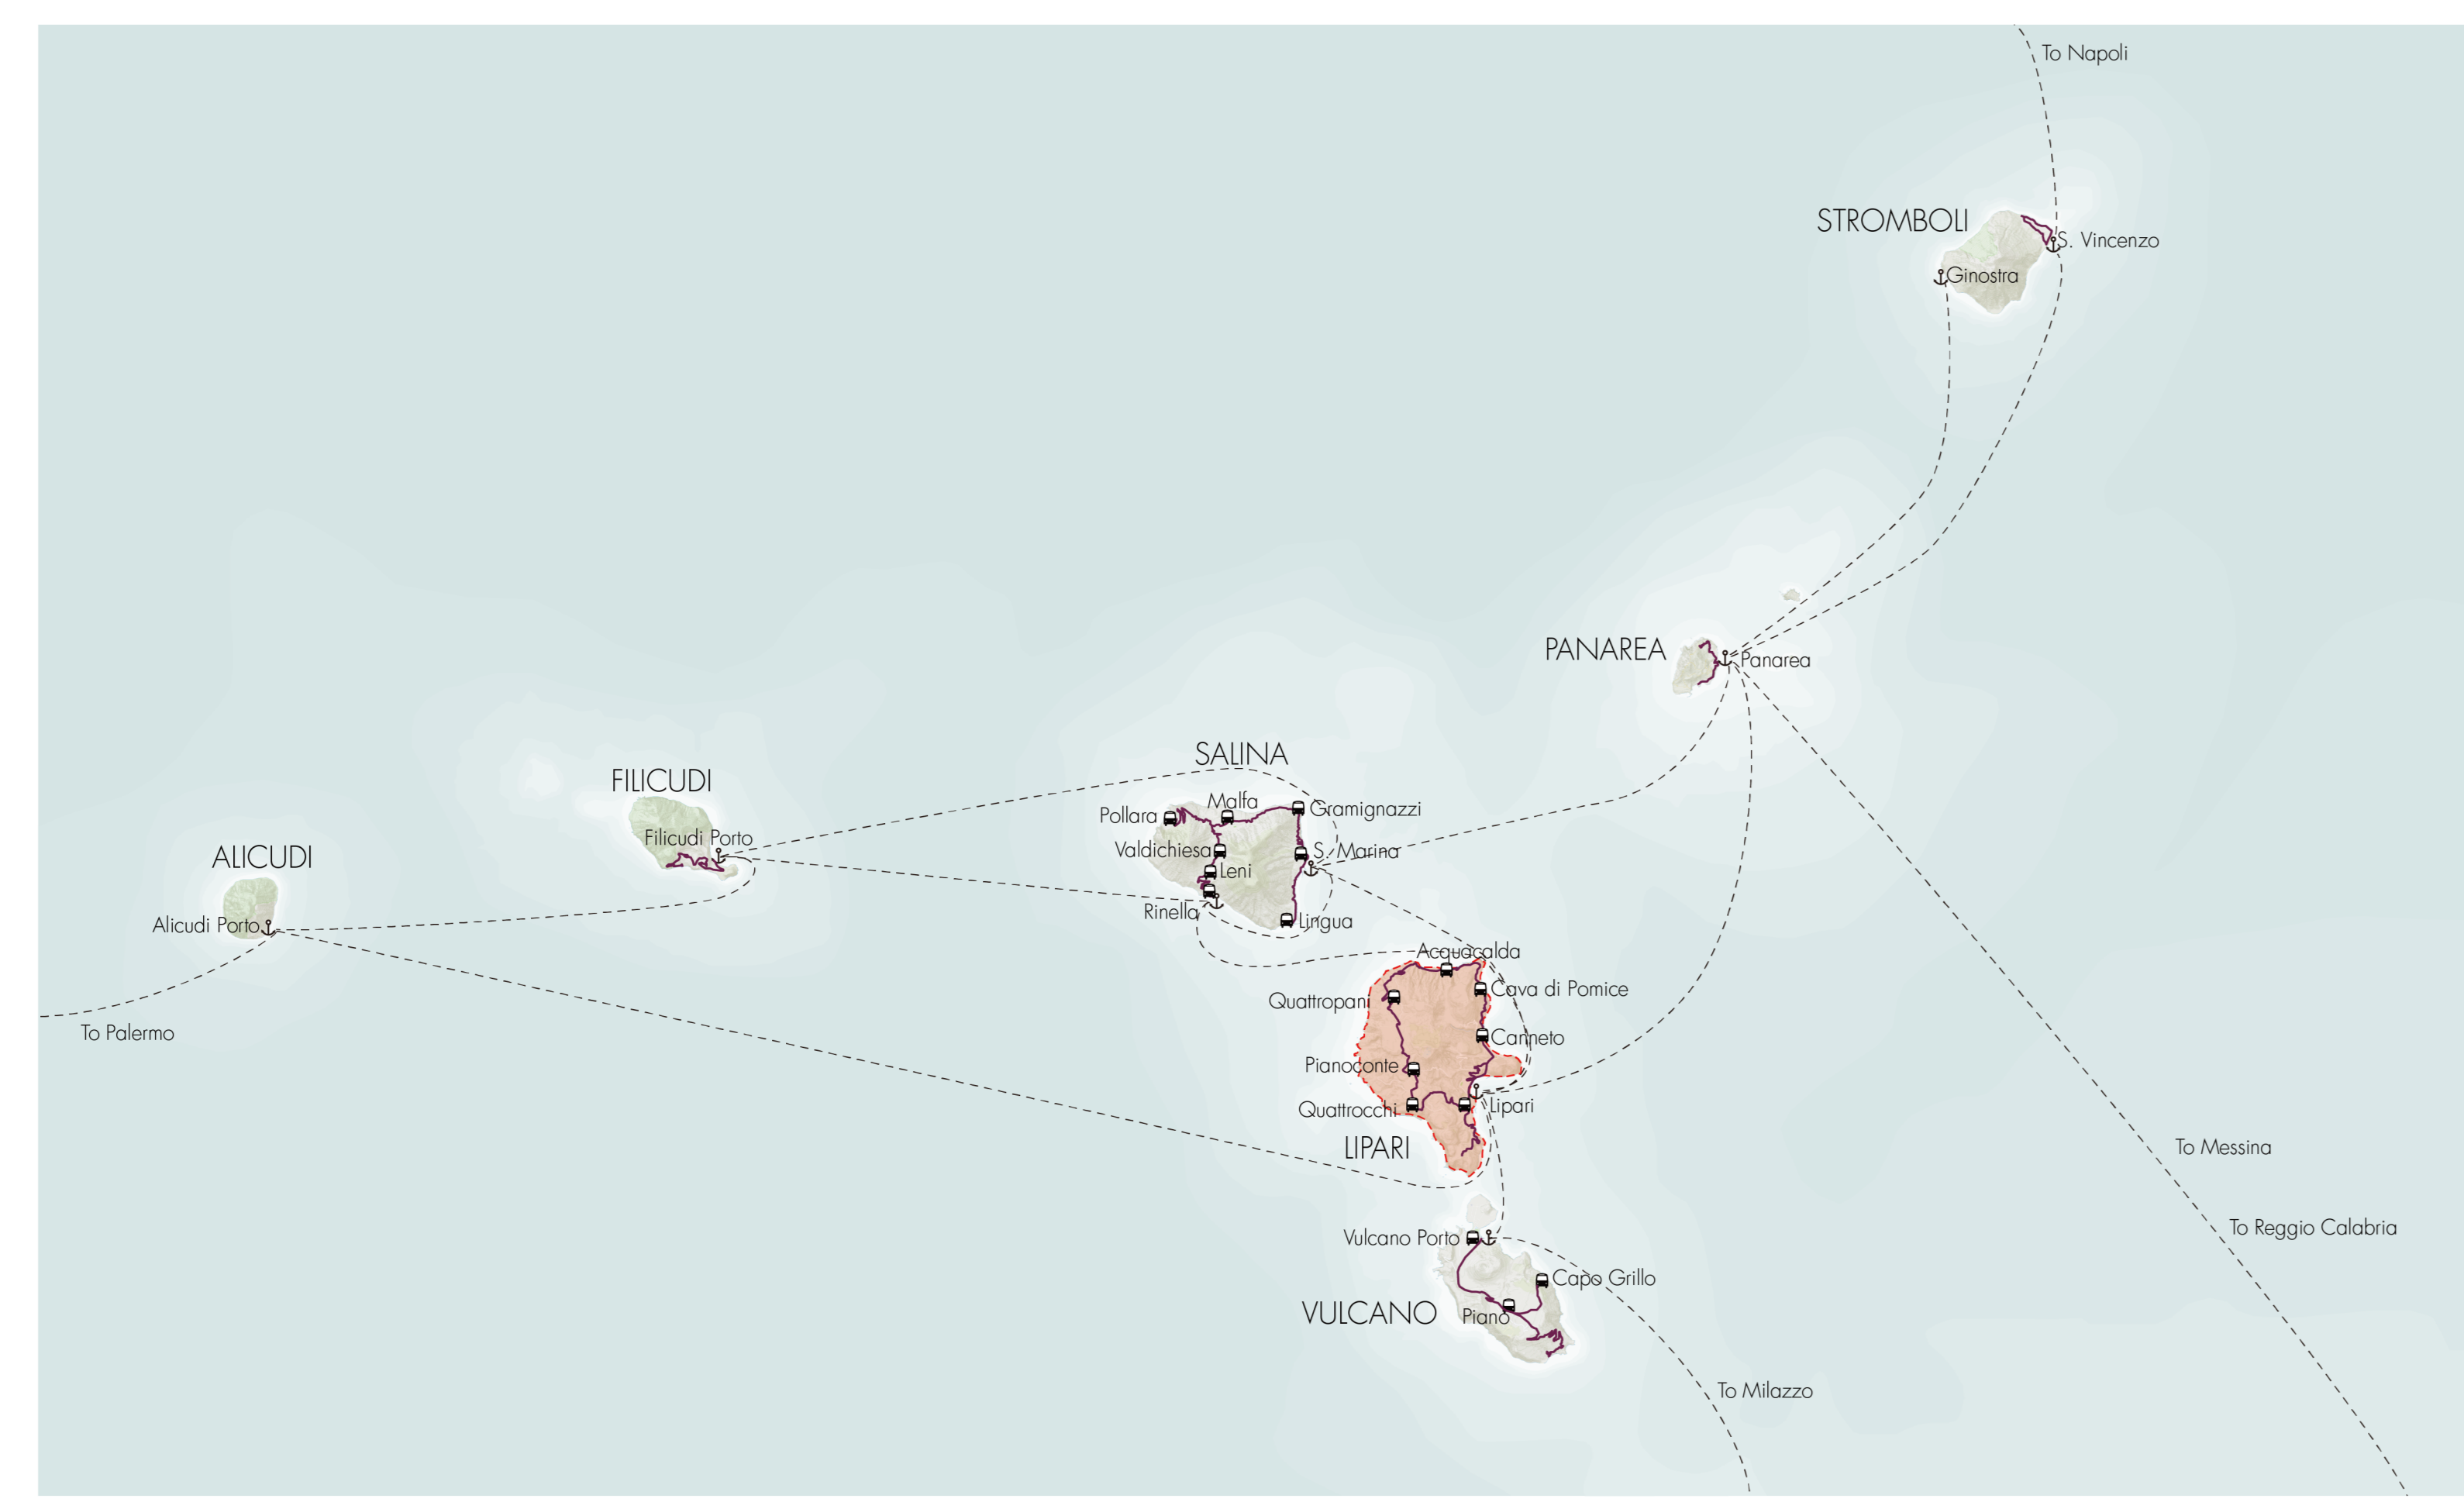 To Napoli
STROMBOLI
S. Vincenzo
Ginostra
PANAREA
Panarea
SALINA
FILICUDI
Malfa
Gramignazzi
Pollara
Filicudi Porto
Valdichiesa
S. Marina
ALICUDI
Leni
Rinella
Lingua
Alicudi Porto
Acquacalda
Cava di Pomice
Quattropani
To Palermo
Canneto
Pianoconte
Quattrocchi
Lipari
LIPARI
To Messina
To Reggio Calabria
Vulcano Porto
Capo Grillo
VULCANO
Piano
To Milazzo